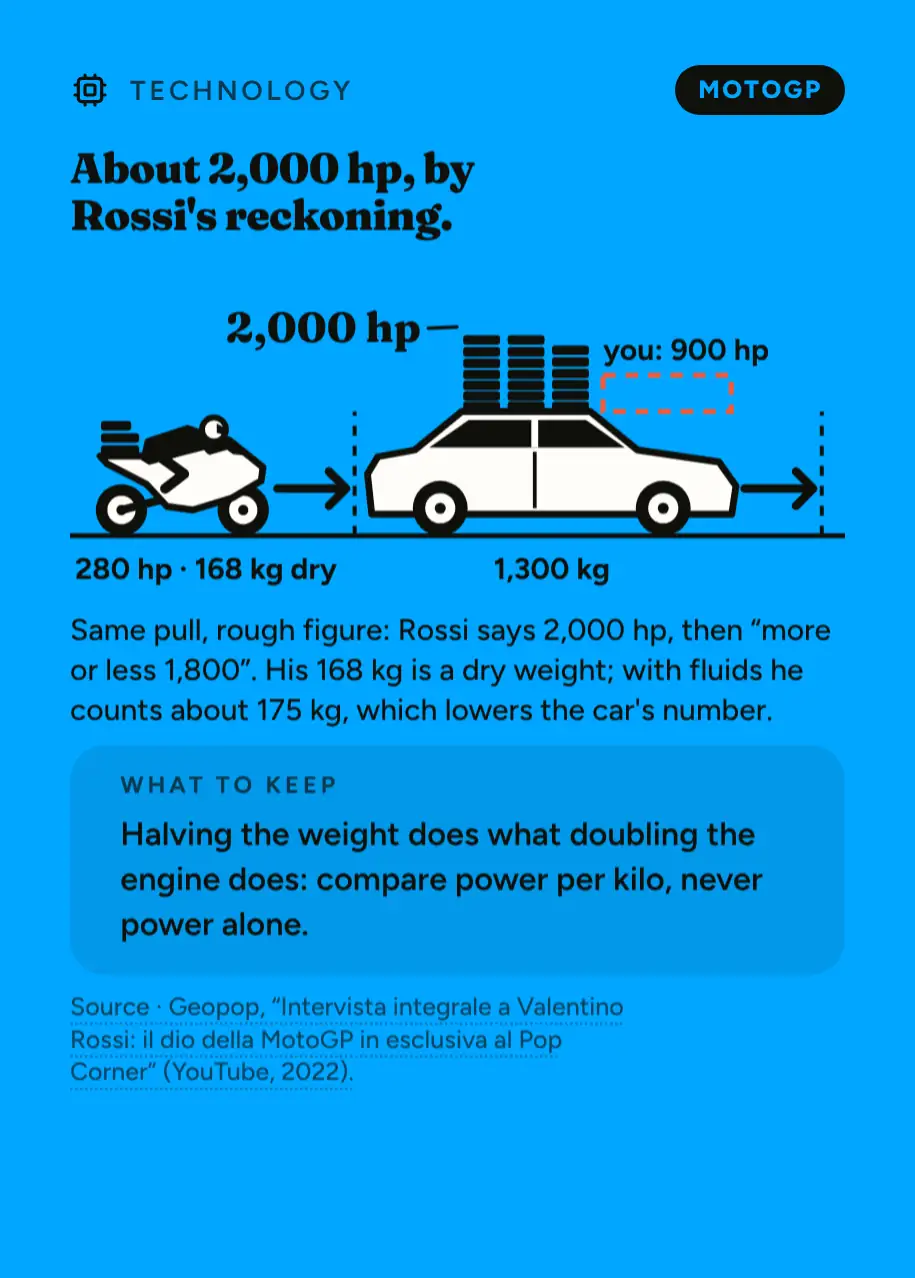 TECHNOLOGY
MOTOGP
About 2,000 hp, by
Rossi's reckoning.
2,000 hp
you: 900 hp
280 hp · 168 kg dry
1,300 kg
Same pull, rough figure: Rossi says 2,000 hp, then “more
or less 1,800”. His 168 kg is a dry weight; with fluids he
counts about 175 kg, which lowers the car's number.
WHAT TO KEEP
Halving the weight does what doubling the
engine does: compare power per kilo, never
power alone.
Source · Geopop, “Intervista integrale a Valentino
Rossi: il dio della MotoGP in esclusiva al Pop
Corner” (YouTube, 2022).